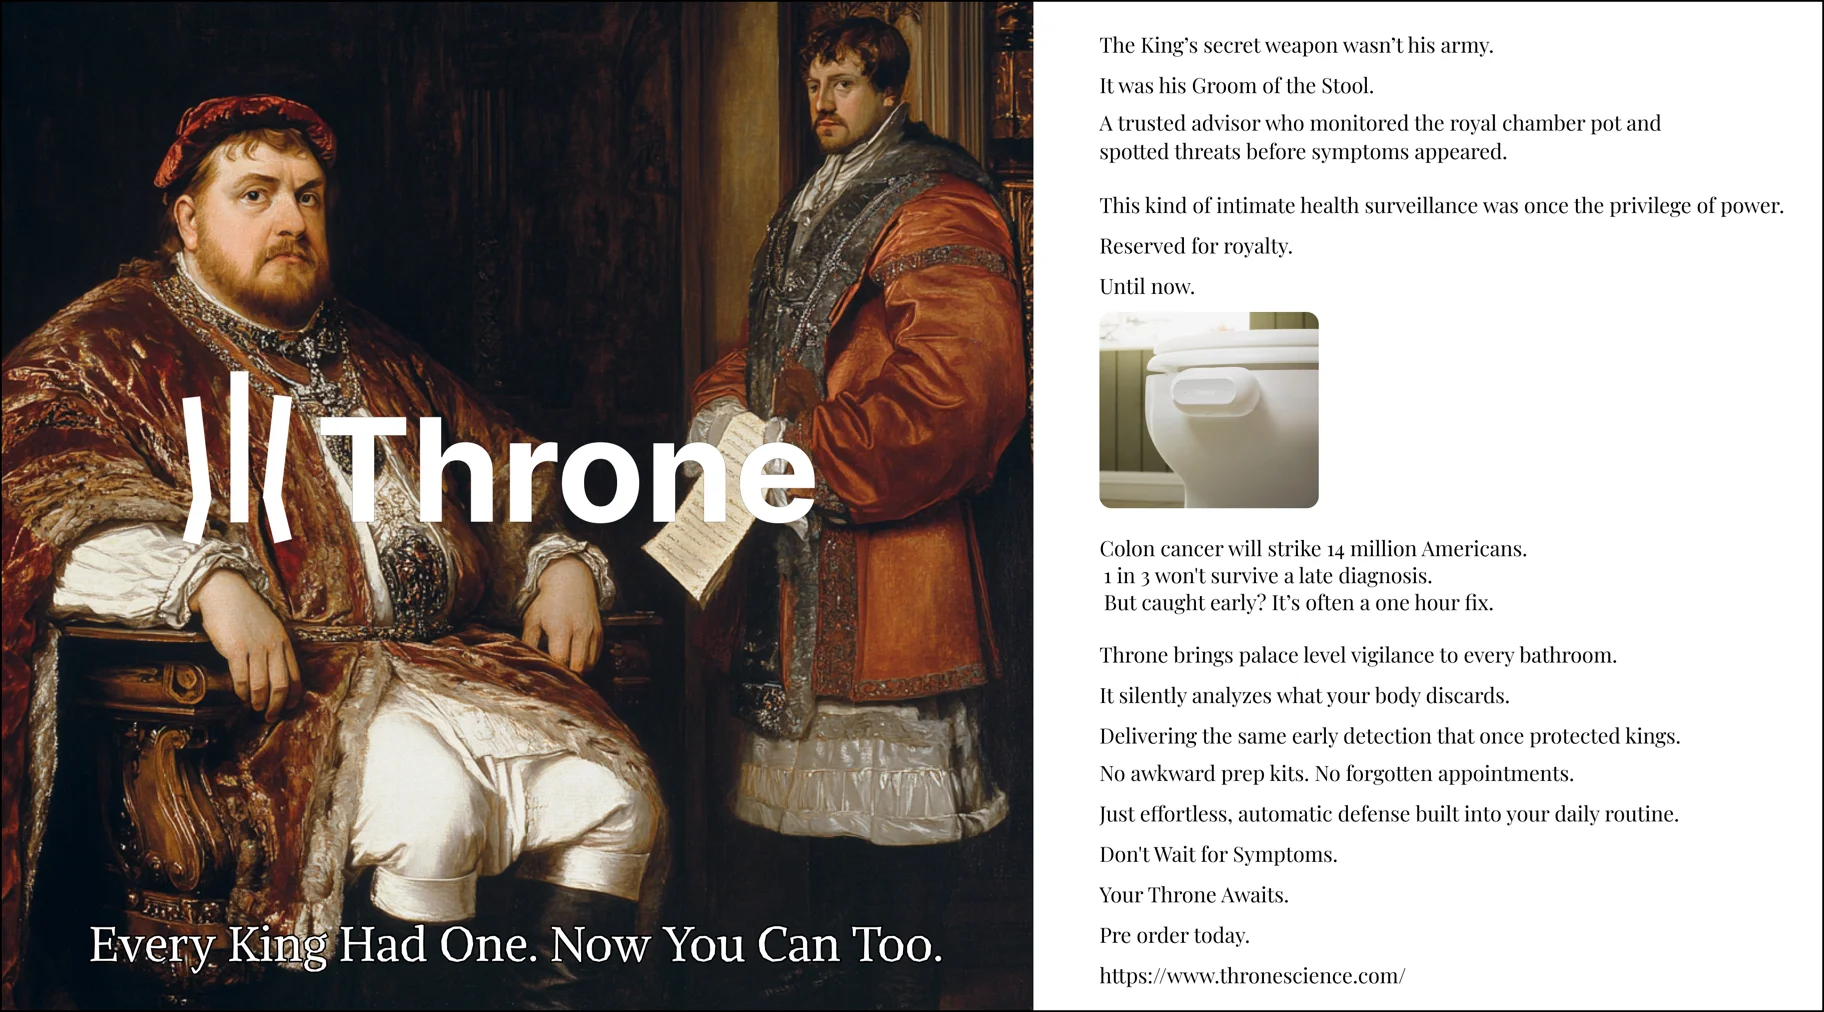 Throne
Every King Had One. Now You Can Too.
The King’s secret weapon wasn’t his army.
It was his Groom of the Stool.
A trusted advisor who monitored the royal chamber pot and
spotted threats before symptoms appeared.
This kind of intimate health surveillance was once the privilege of power.
Reserved for royalty.
Until now.
Colon cancer will strike 14 million Americans.
1 in 3 won't survive a late diagnosis.
But caught early? It’s often a one hour fix.
Throne brings palace level vigilance to every bathroom.
It silently analyzes what your body discards.
Delivering the same early detection that once protected kings.
No awkward prep kits. No forgotten appointments.
Just effortless, automatic defense built into your daily routine.
Don't Wait for Symptoms.
Your Throne Awaits.
Pre order today.
https://www.thronescience.com/